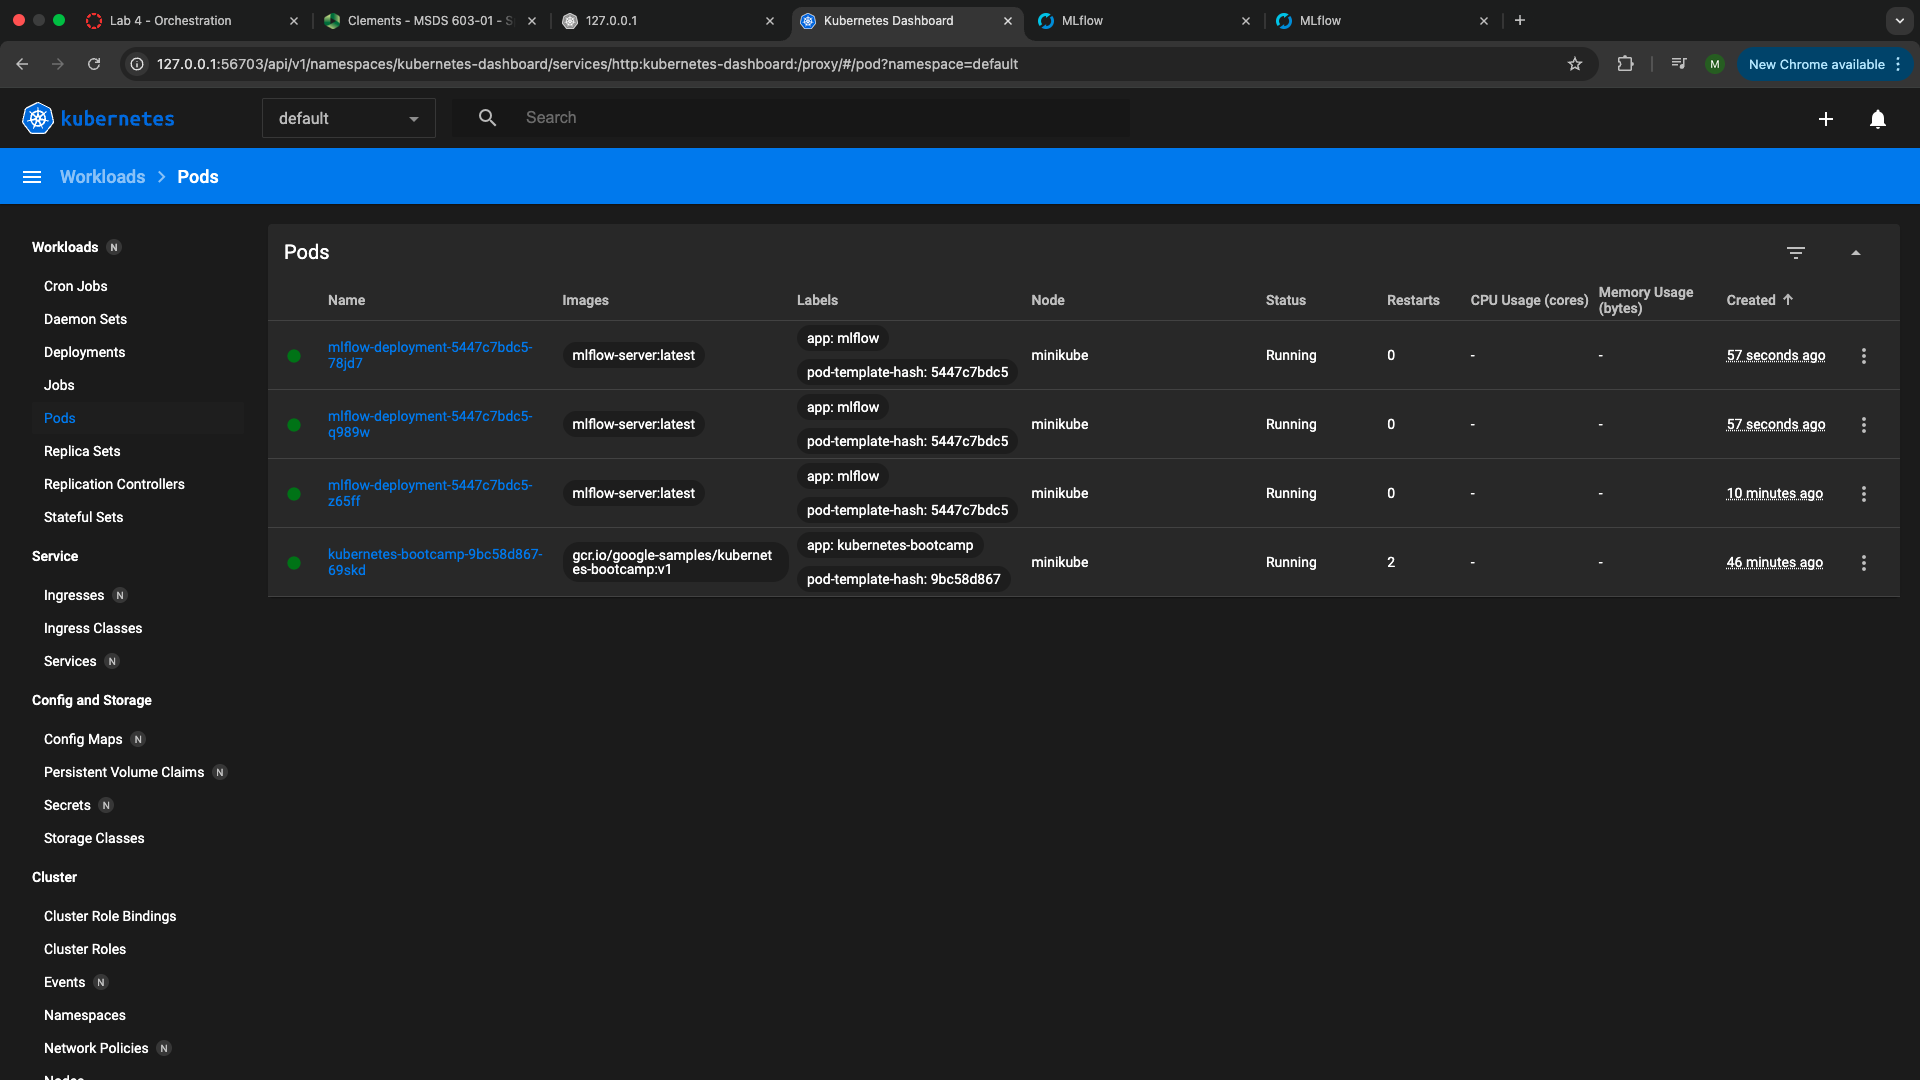 Lab 4 - Orchestration
Clements - MSDS 603-01 - S
127.0.0.1
Kubernetes Dashboard
MLflow
MLflow
127.0.0.1:56703/api/v1/namespaces/kubernetes-dashboard/services/http:kubernetes-dashboard:/proxy/#/pod?namespace=default
M
New Chrome available
kubernetes
default
Search
Workloads
Pods
Workloads N
Cron Jobs
Daemon Sets
Deployments
Jobs
Pods
Replica Sets
Replication Controllers
Stateful Sets
Service
Ingresses N
Ingress Classes
Services N
Config and Storage
Config Maps N
Persistent Volume Claims N
Secrets N
Storage Classes
Cluster
Cluster Role Bindings
Cluster Roles
Events N
Namespaces
Network Policies N
Pods
Name
Images
Labels
Node
Status
Restarts
CPU Usage (cores)
Memory Usage
(bytes)
Created
mlflow-deployment-5447c7bdc5-
78jd7
mlflow-server:latest
app: mlflow
pod-template-hash: 5447c7bdc5
minikube
Running
0
-
-
57 seconds ago
mlflow-deployment-5447c7bdc5-
q989w
mlflow-server:latest
app: mlflow
pod-template-hash: 5447c7bdc5
minikube
Running
0
-
-
57 seconds ago
mlflow-deployment-5447c7bdc5-
z65ff
mlflow-server:latest
app: mlflow
pod-template-hash: 5447c7bdc5
minikube
Running
0
-
-
10 minutes ago
kubernetes-bootcamp-9bc58d867-
69skd
gcr.io/google-samples/kubernet
es-bootcamp:v1
app: kubernetes-bootcamp
pod-template-hash: 9bc58d867
minikube
Running
2
-
-
46 minutes ago